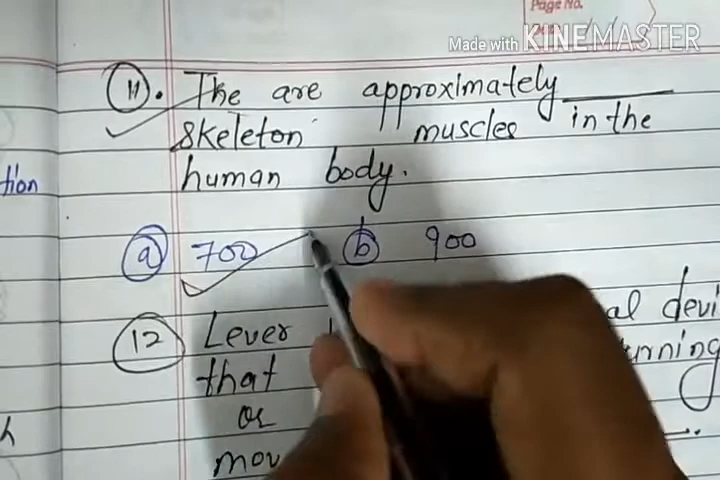 Page No.
Made with KINEMASTER
11. The are approximately ______
skeleton muscles in the
human body.
tion
a 700 b 900
12 Lever al devi
that
or
mov